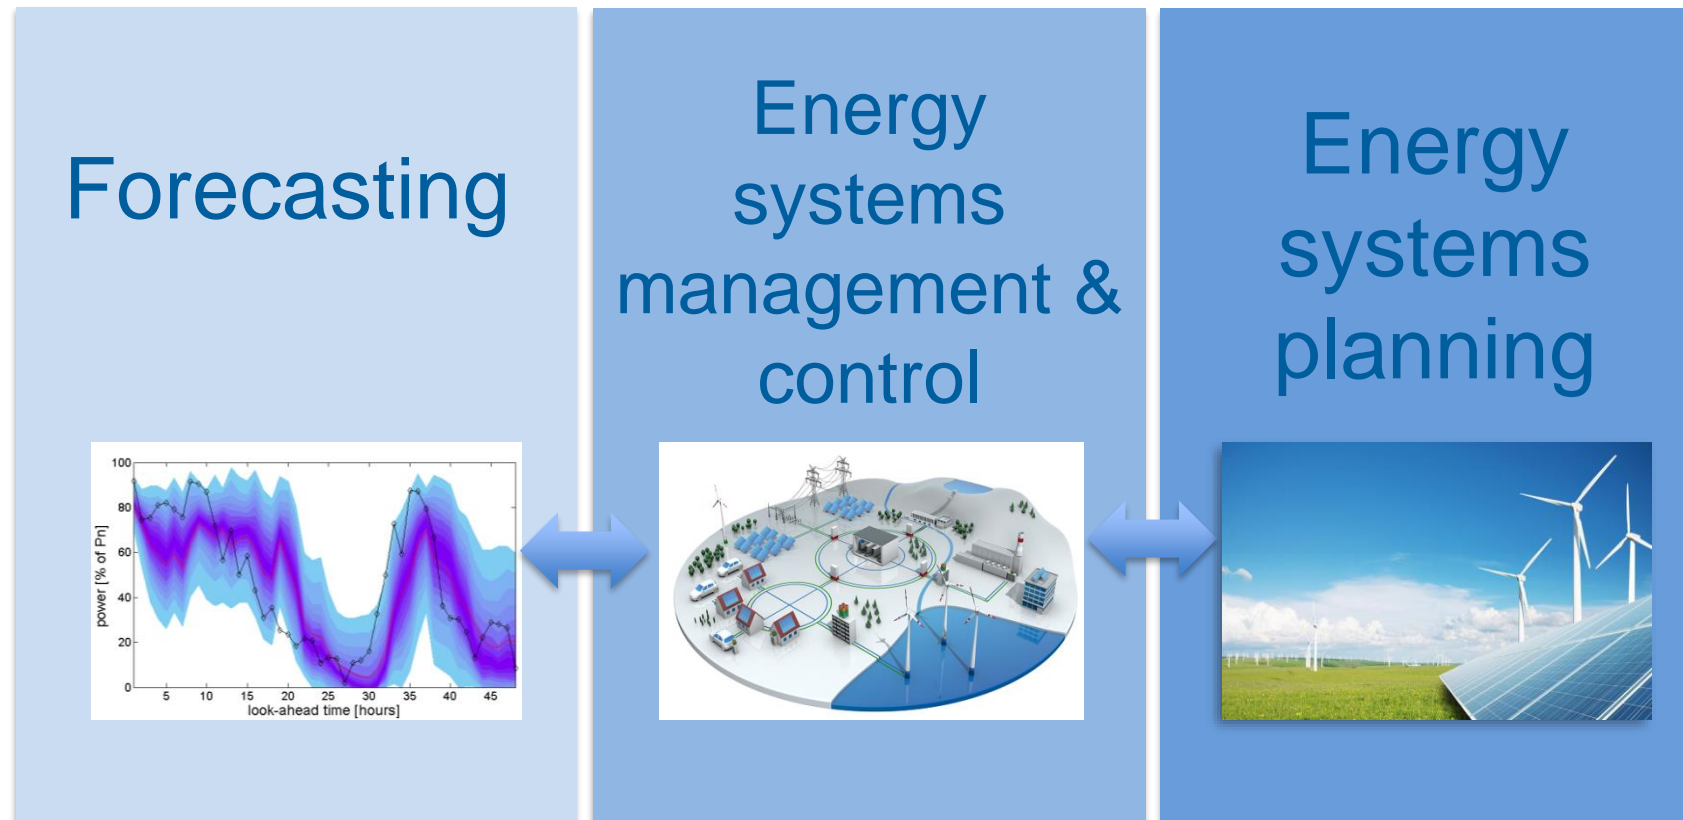 Forecasting
100
80
60
40
20
0
power [% of Pn]
5 10 15 20 25 30 35 40 45
look-ahead time [hours]
Energy
systems
management &
control
Energy
systems
planning